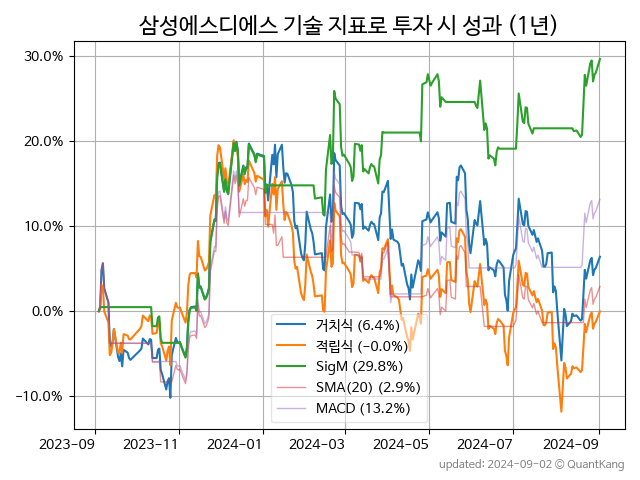 삼성에스디에스 기술 지표로 투자 시 성과 (1년)
30.0%
20.0%
10.0%
0.0%
−10.0%
거치식 (6.4%)
적립식 (−0.0%)
SigM (29.8%)
SMA(20) (2.9%)
MACD (13.2%)
2023-09
2023-11
2024-01
2024-03
2024-05
2024-07
2024-09
updated: 2024-09-02 © QuantKang